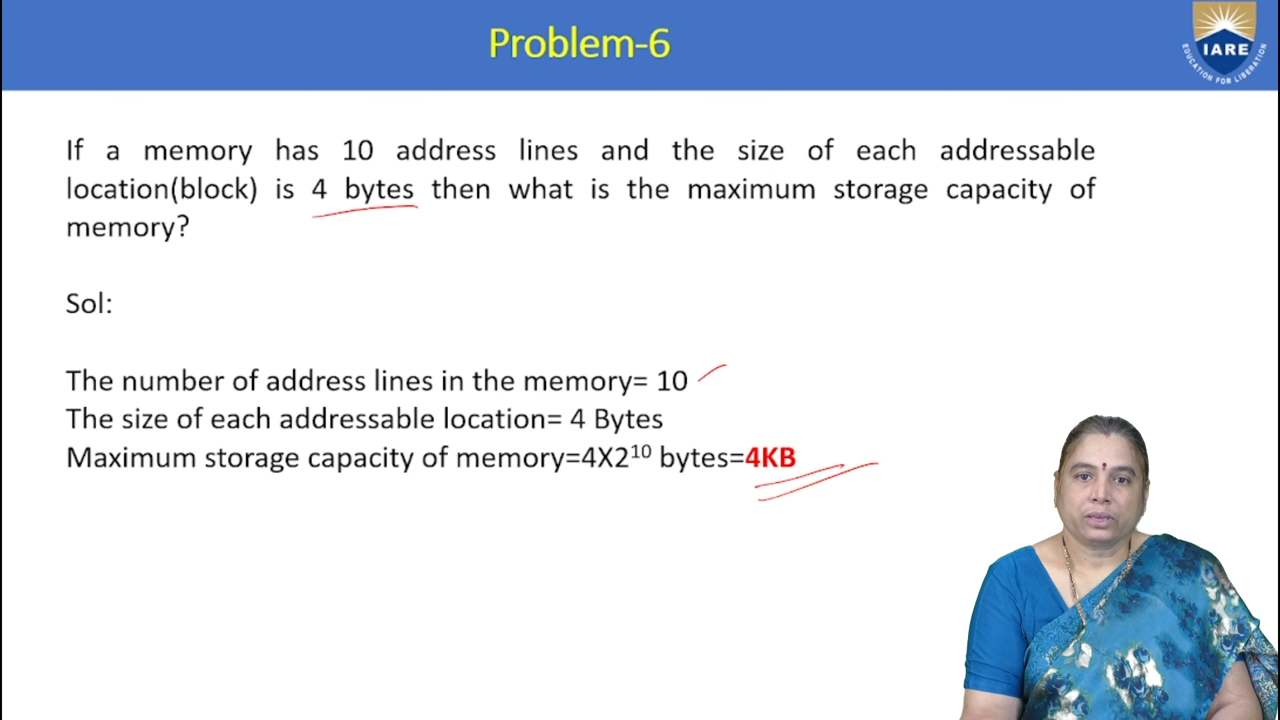 Problem-6
IARE
EDUCATION FOR LIBERATION
If a memory has 10 address lines and the size of each addressable
location(block) is 4 bytes then what is the maximum storage capacity of
memory?
Sol:
The number of address lines in the memory= 10
The size of each addressable location= 4 Bytes
Maximum storage capacity of memory=4X2¹⁰ bytes=4KB